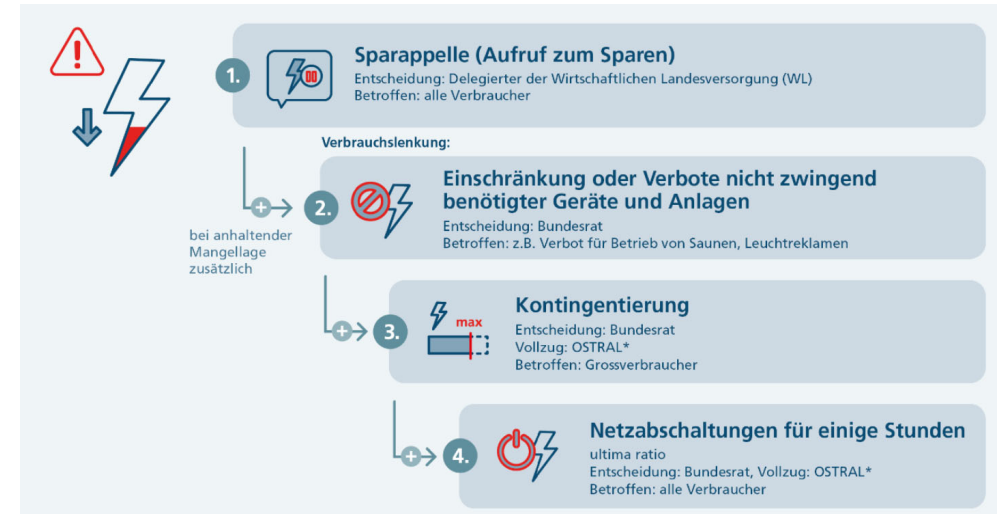 1.
Sparappelle (Aufruf zum Sparen)
Entscheidung: Delegierter der Wirtschaftlichen Landesversorgung (WL)
Betroffen: alle Verbraucher
Verbrauchslenkung:
bei anhaltender
Mangellage
zusätzlich
2.
Einschränkung oder Verbote nicht zwingend
benötigter Geräte und Anlagen
Entscheidung: Bundesrat
Betroffen: z.B. Verbot für Betrieb von Saunen, Leuchtreklamen
3.
max
Kontingentierung
Entscheidung: Bundesrat
Vollzug: OSTRAL*
Betroffen: Grossverbraucher
4.
Netzabschaltungen für einige Stunden
ultima ratio
Entscheidung: Bundesrat, Vollzug: OSTRAL*
Betroffen: alle Verbraucher